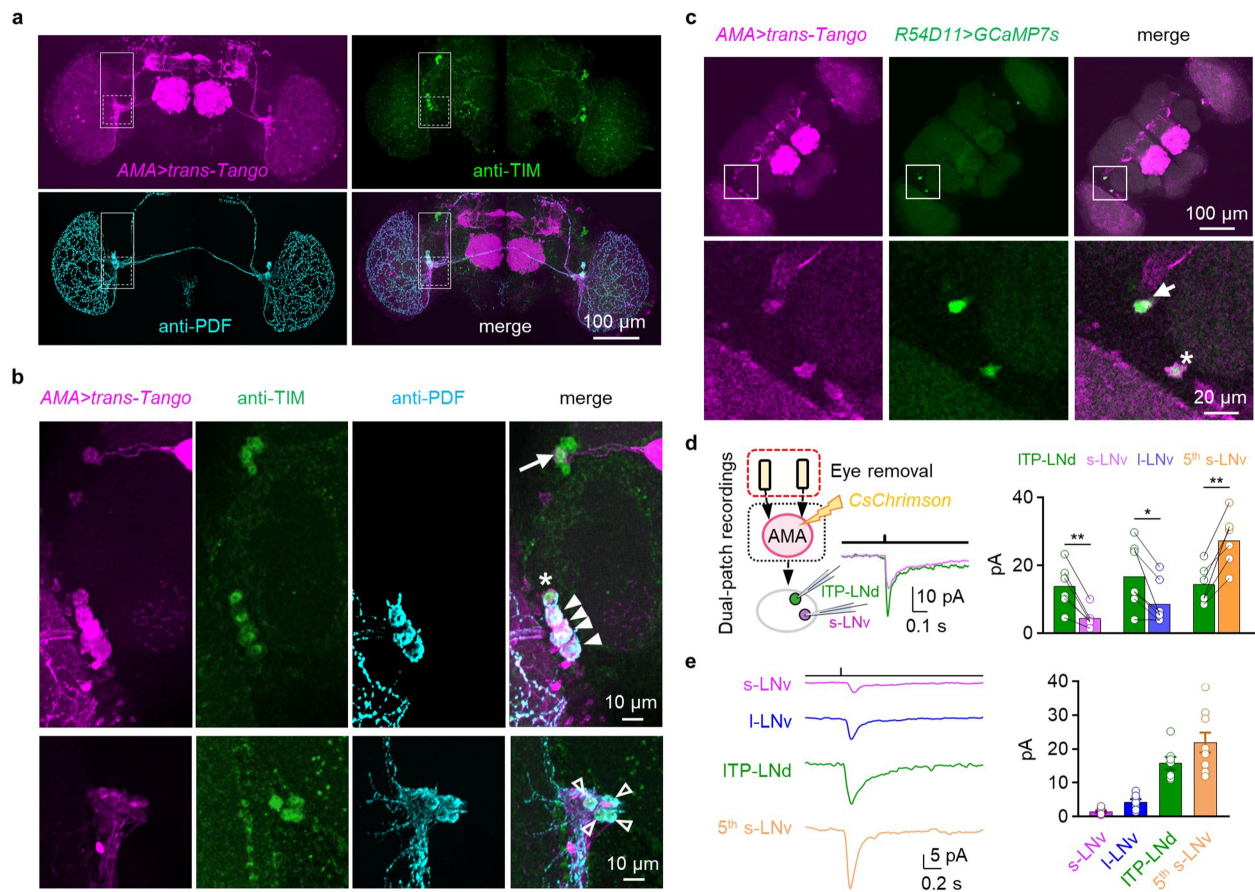 a
AMA>trans-Tango
anti-TIM
anti-PDF
merge
100 µm
b
AMA>trans-Tango anti-TIM anti-PDF merge
*
10 µm
10 µm
c
AMA>trans-Tango R54D11>GCaMP7s merge
100 µm
*
20 µm
d
Dual-patch recordings
Eye removal
CsChrimson
AMA
ITP-LNd
s-LNv
10 pA
0.1 s
ITP-LNd s-LNv l-LNv 5th s-LNv
pA
40
20
0
** * **
e
s-LNv
l-LNv
ITP-LNd
5th s-LNv
5 pA
0.2 s
pA
40
30
20
10
0
s-LNv
l-LNv
ITP-LNd
5th s-LNv